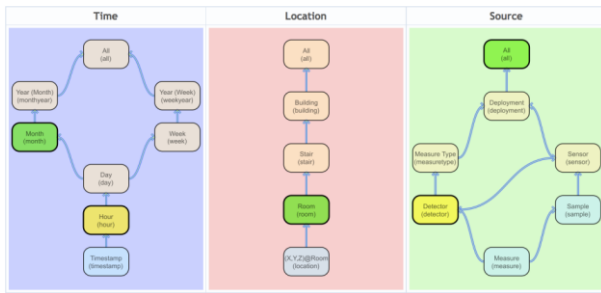 Time
Location
Source
All
(all)
Year (Month)
(monthyear)
Year (Week)
(weekyear)
Month
(month)
Week
(week)
Day
(day)
Hour
(hour)
Timestamp
(timestamp)
All
(all)
Building
(building)
Stair
(stair)
Room
(room)
(X,Y,Z)@Room
(location)
All
(all)
Deployment
(deployment)
Measure Type
(measuretype)
Sensor
(sensor)
Detector
(detector)
Sample
(sample)
Measure
(measure)